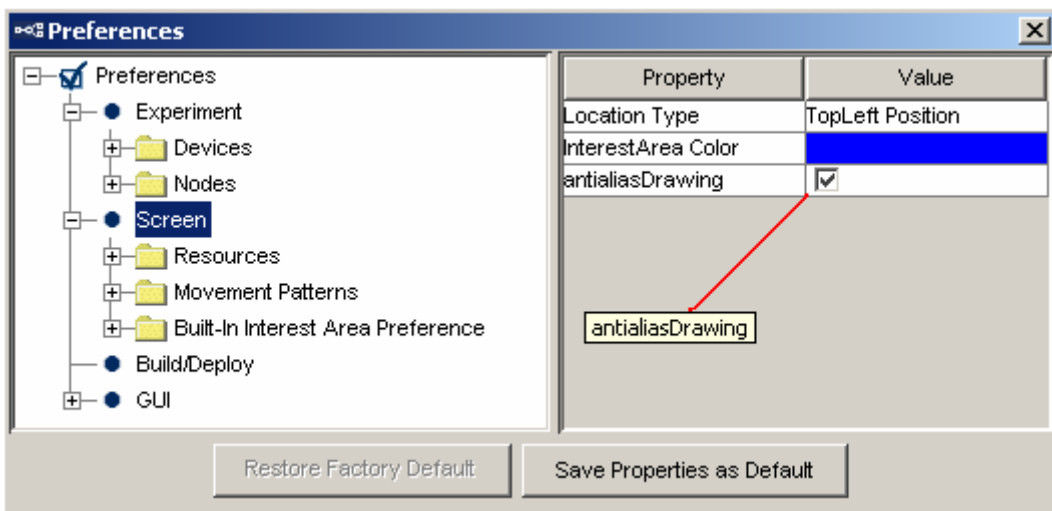 Preferences
Preferences
Experiment
Devices
Nodes
Screen
Resources
Movement Patterns
Built-In Interest Area Preference
Build/Deploy
GUI
Property Value
Location Type TopLeft Position
InterestArea Color
antialiasDrawing
antialiasDrawing
Restore Factory Default Save Properties as Default